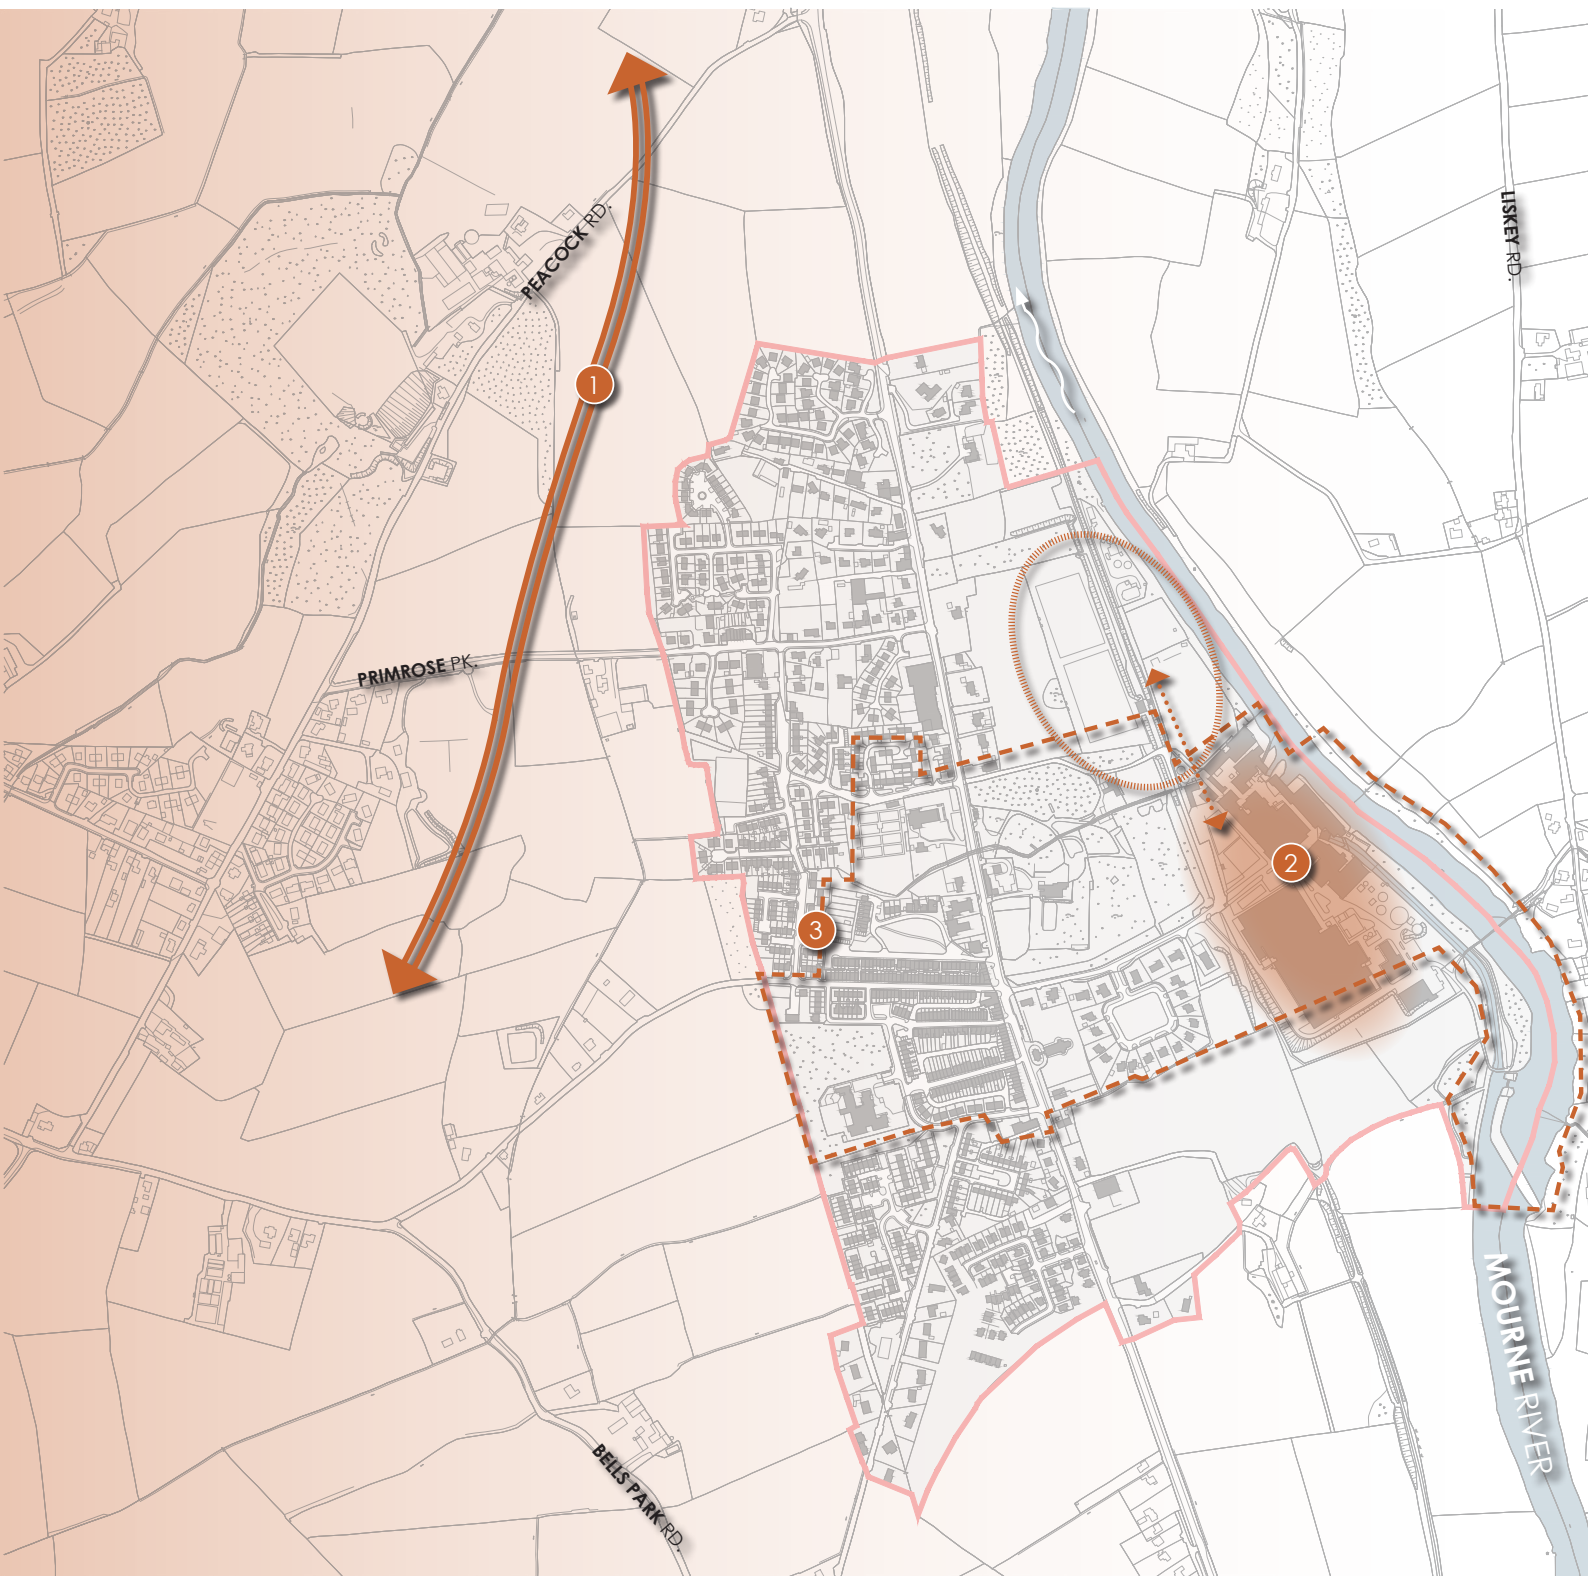 LISKEY RD.
PEACOCK RD.
1
PRIMROSE PK.
2
3
MOURNE RIVER
BELLS PARK RD.